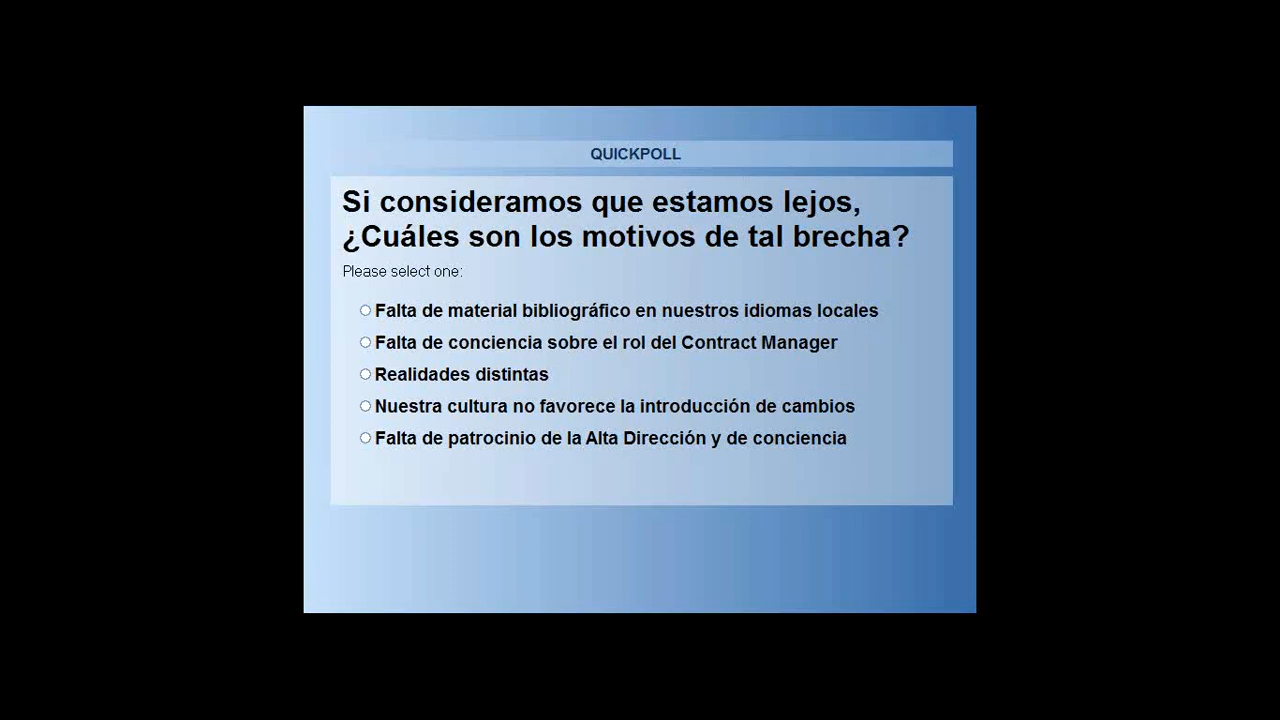 QUICKPOLL
Si consideramos que estamos lejos,
¿Cuáles son los motivos de tal brecha?
Please select one:
Falta de material bibliográfico en nuestros idiomas locales
Falta de conciencia sobre el rol del Contract Manager
Realidades distintas
Nuestra cultura no favorece la introducción de cambios
Falta de patrocinio de la Alta Dirección y de conciencia